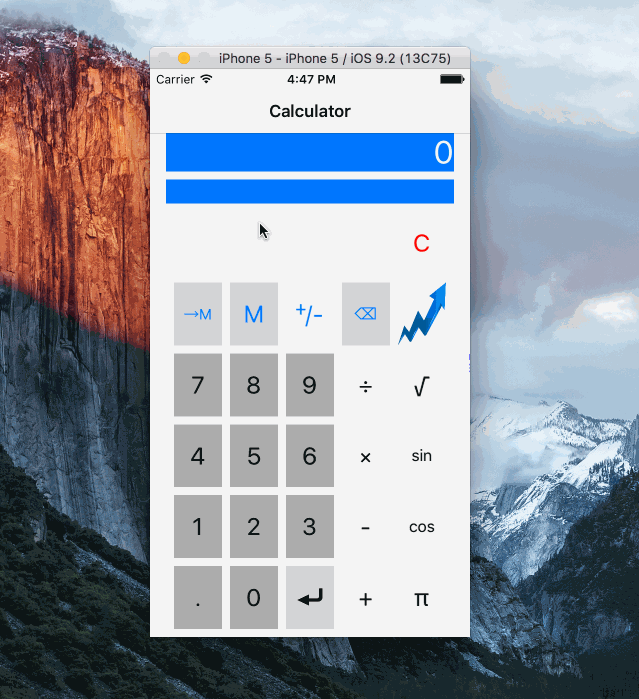 iPhone 5 - iPhone 5 / iOS 9.2 (13C75)
Carrier 4:47 PM
Calculator
0
C
→M M +/- ⌫
7 8 9 ÷ √
4 5 6 × sin
1 2 3 - cos
. 0 ↵ + π